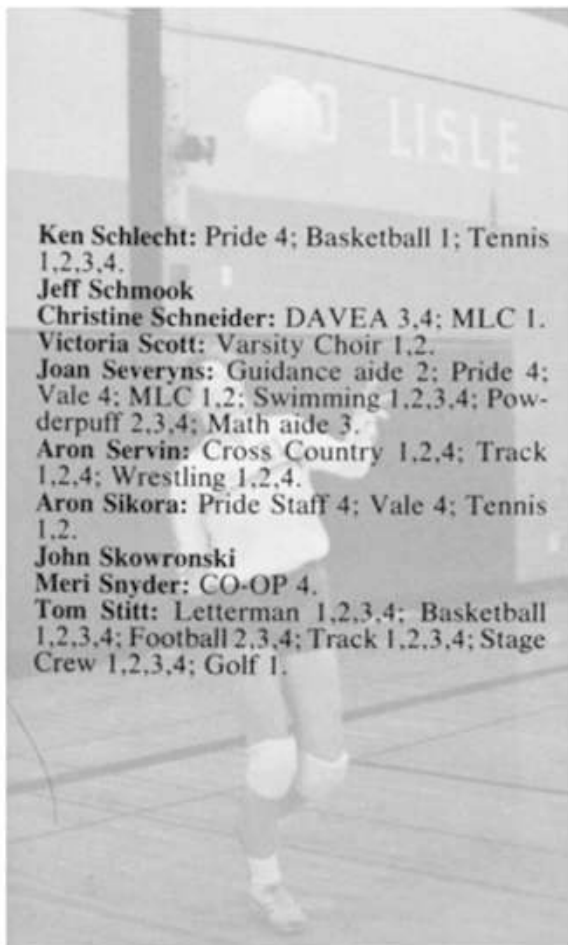 LISLE
Ken Schlecht: Pride 4; Basketball 1; Tennis
1,2,3,4.
Jeff Schmook
Christine Schneider: DAVEA 3,4; MLC 1.
Victoria Scott: Varsity Choir 1,2.
Joan Severyns: Guidance aide 2; Pride 4;
Vale 4; MLC 1,2; Swimming 1,2,3,4; Pow-
derpuff 2,3,4; Math aide 3.
Aron Servin: Cross Country 1,2,4; Track
1,2,4; Wrestling 1,2,4.
Aron Sikora: Pride Staff 4; Vale 4; Tennis
1,2.
John Skowronski
Meri Snyder: CO-OP 4.
Tom Stitt: Letterman 1,2,3,4; Basketball
1,2,3,4; Football 2,3,4; Track 1,2,3,4; Stage
Crew 1,2,3,4; Golf 1.